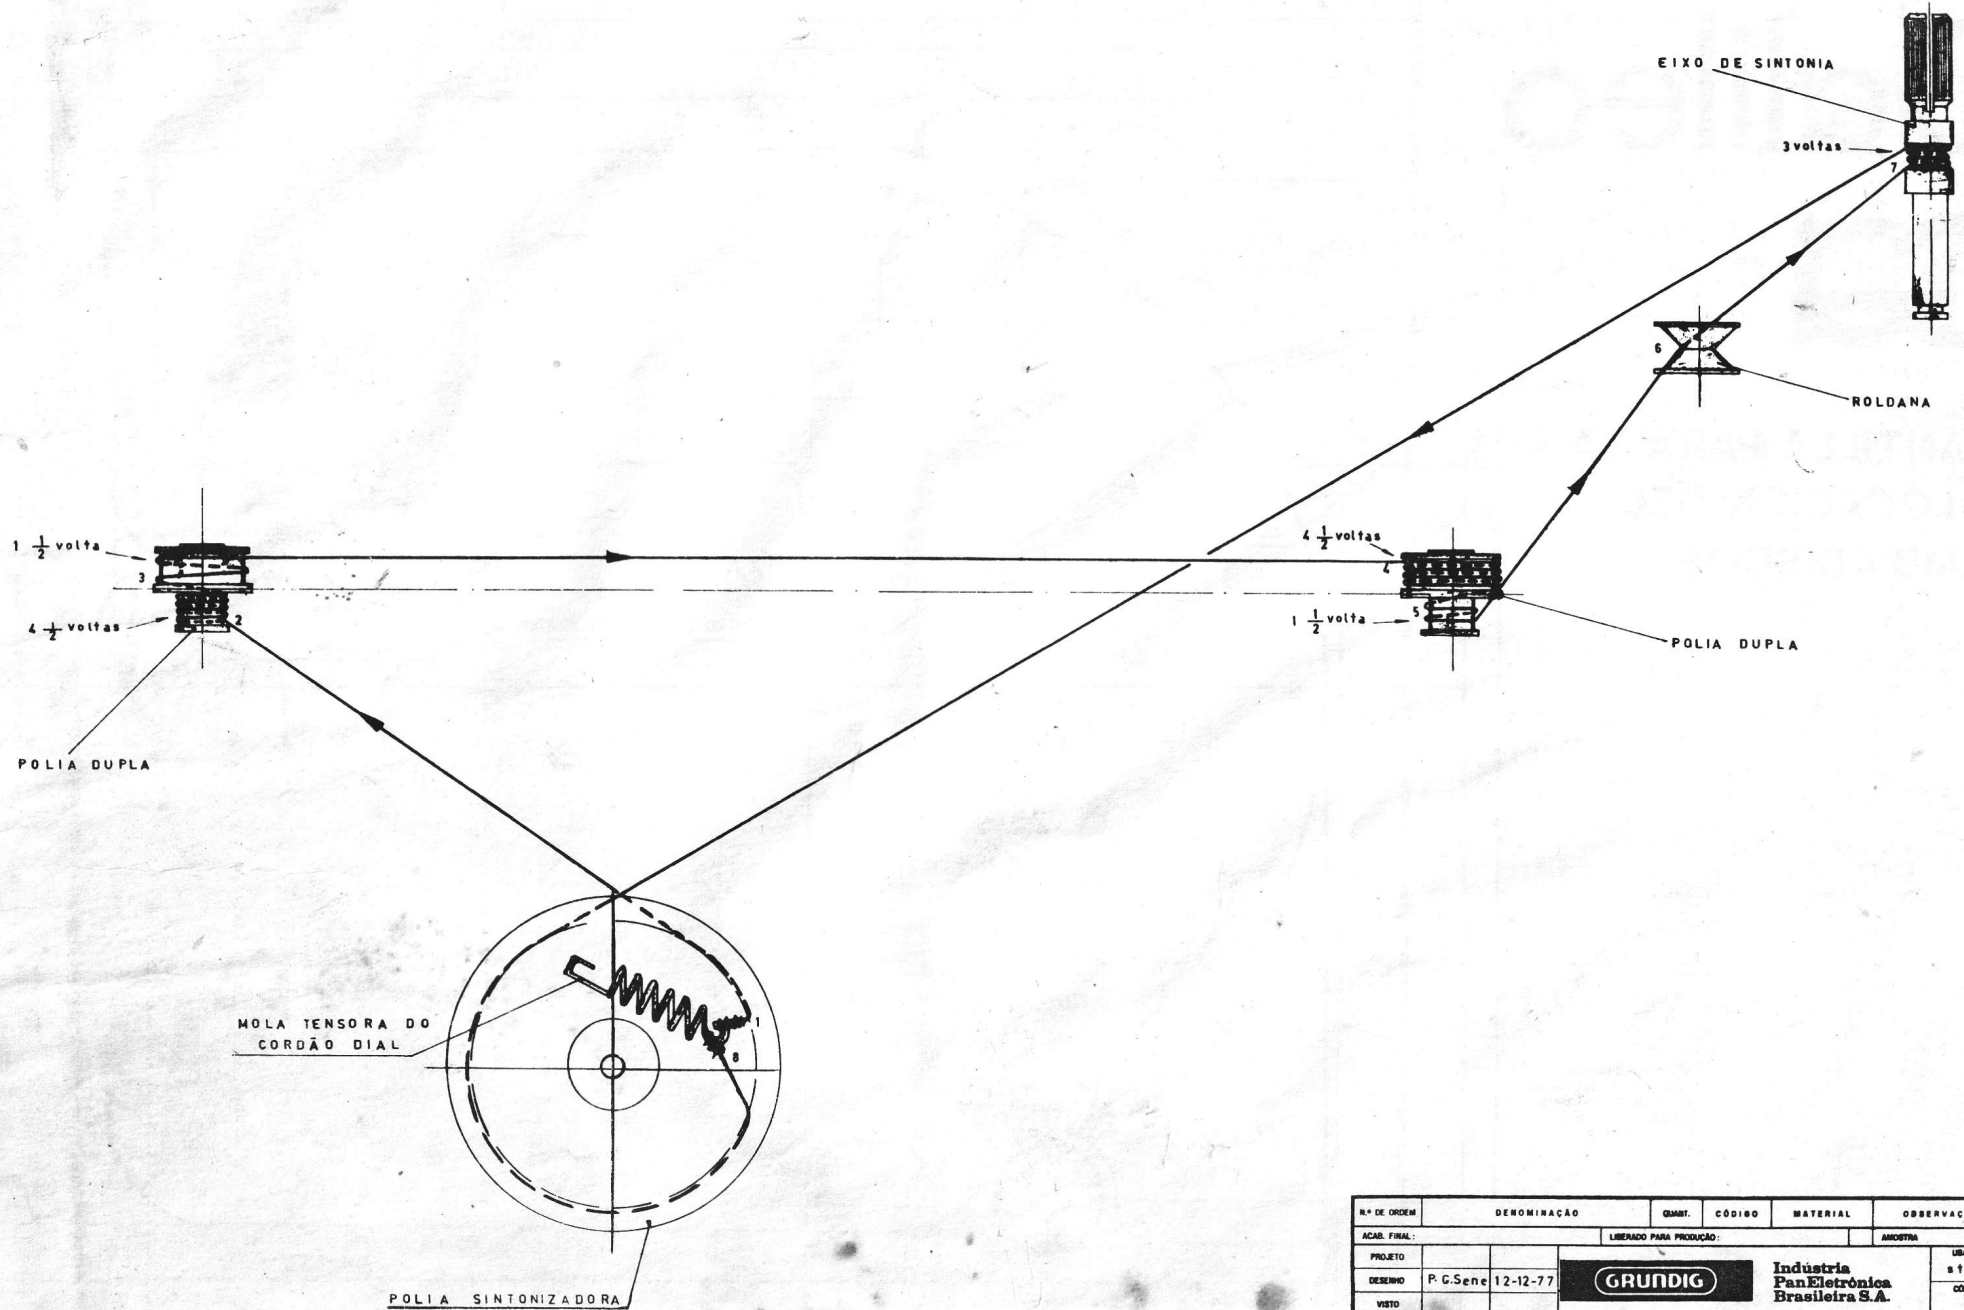 EIXO DE SINTONIA
3 voltas
7
6
ROLDANA
1 1/2 volta
3
4 1/2 voltas
2
4 1/2 voltas
4
1 1/2 volta
5
POLIA DUPLA
POLIA DUPLA
MOLA TENSORA DO
CORDÃO DIAL
1
8
POLIA SINTONIZADORA
N.º DE ORDEM DENOMINAÇÃO QUANT. CÓDIGO MATERIAL
ACAB. FINAL: LIBERADO PARA PRODUÇÃO: AMOSTRA
PROJETO
DESENHO P.G.Sene 12-12-77
VISTO
GRUNDIG
Indústria
PanEletrônica
Brasileira S.A.